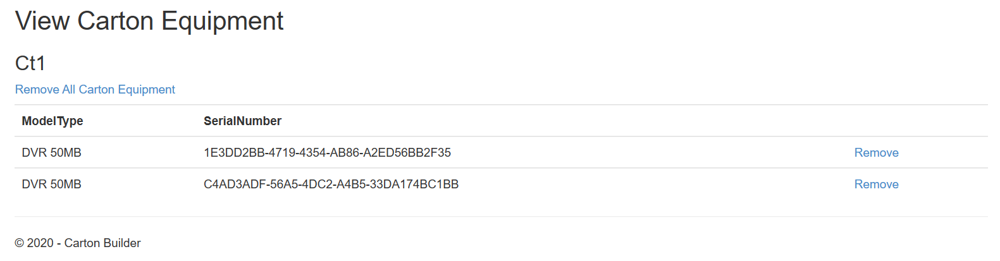 View Carton Equipment
Ct1
Remove All Carton Equipment
ModelType SerialNumber
DVR 50MB 1E3DD2BB-4719-4354-AB86-A2ED56BB2F35 Remove
DVR 50MB C4AD3ADF-56A5-4DC2-A4B5-33DA174BC1BB Remove
© 2020 - Carton Builder